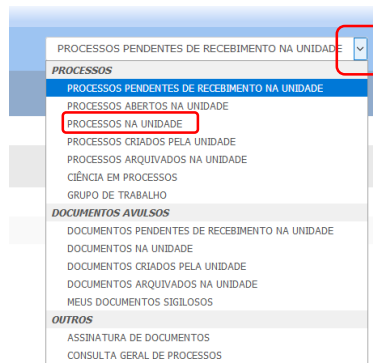 PROCESSOS PENDENTES DE RECEBIMENTO NA UNIDADE
PROCESSOS
PROCESSOS PENDENTES DE RECEBIMENTO NA UNIDADE
PROCESSOS ABERTOS NA UNIDADE
PROCESSOS NA UNIDADE
PROCESSOS CRIADOS PELA UNIDADE
PROCESSOS ARQUIVADOS NA UNIDADE
CIÊNCIA EM PROCESSOS
GRUPO DE TRABALHO
DOCUMENTOS AVULSOS
DOCUMENTOS PENDENTES DE RECEBIMENTO NA UNIDADE
DOCUMENTOS NA UNIDADE
DOCUMENTOS CRIADOS PELA UNIDADE
DOCUMENTOS ARQUIVADOS NA UNIDADE
MEUS DOCUMENTOS SIGILOSOS
OUTROS
ASSINATURA DE DOCUMENTOS
CONSULTA GERAL DE PROCESSOS